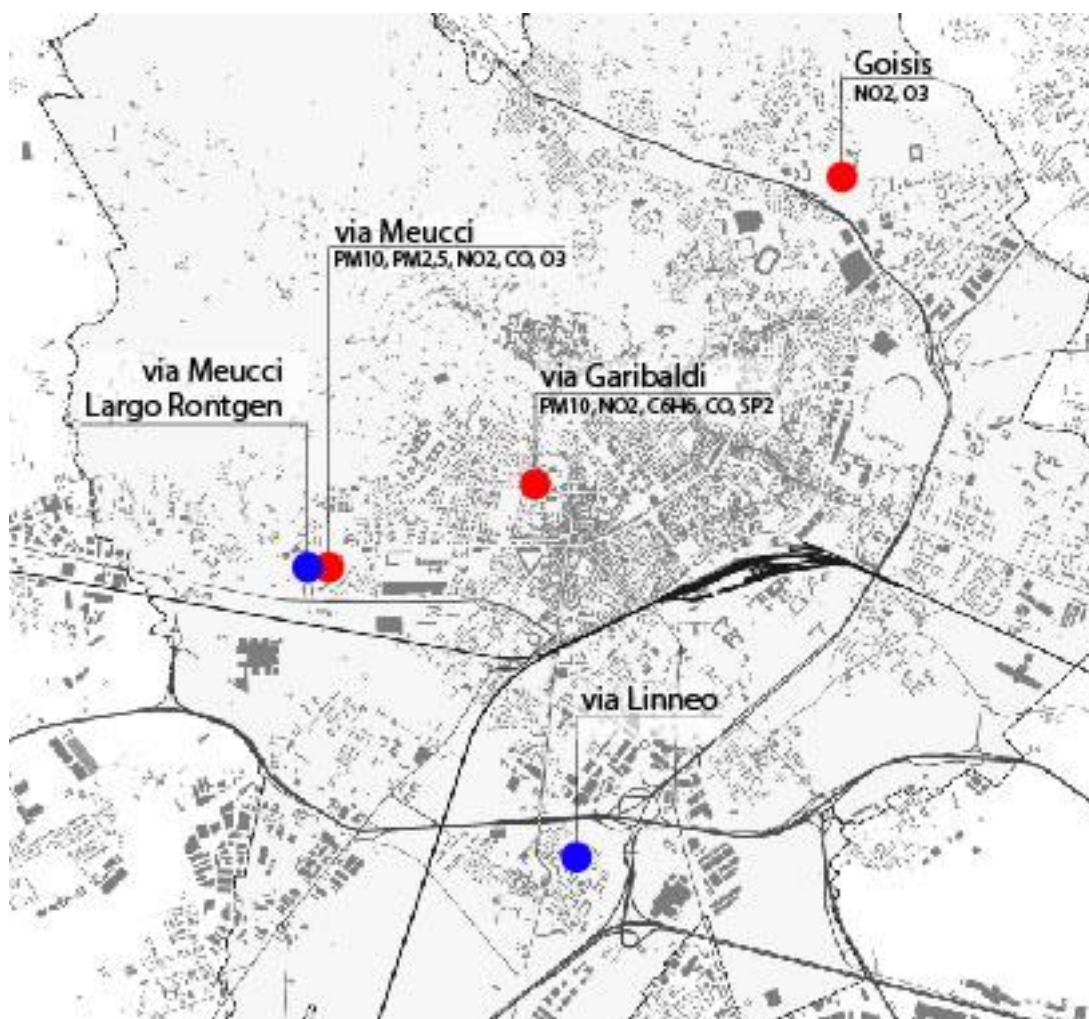 Goisis
NO2, O3
via Meucci
PM10, PM2,5, NO2, CO, O3
via Meucci
Largo Rontgen
via Garibaldi
PM10, NO2, C6H6, CO, SP2
via Linneo